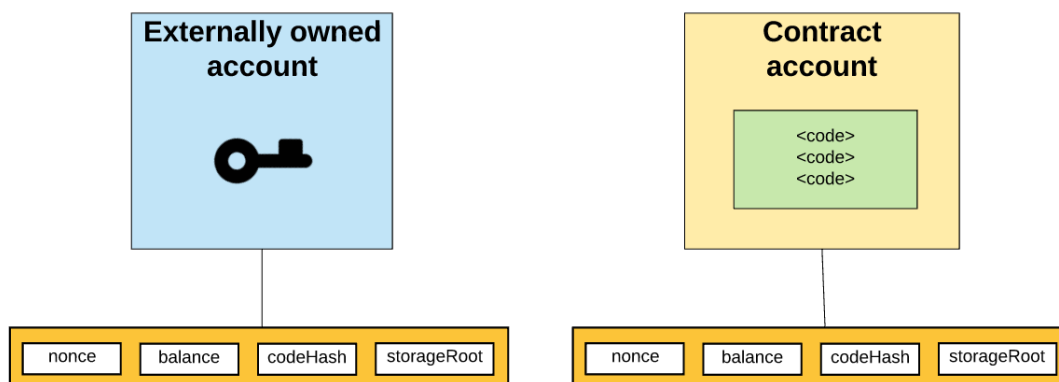 Externally owned
account
Contract
account
<code>
<code>
<code>
nonce
balance
codeHash
storageRoot
nonce
balance
codeHash
storageRoot